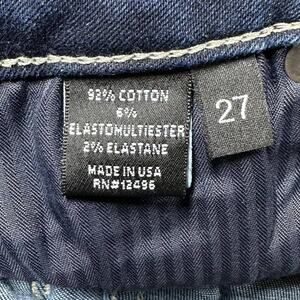 92% COTTON
6%
ELASTOMULTIESTER
2% ELASTANE
MADE IN USA
RN#12496
27